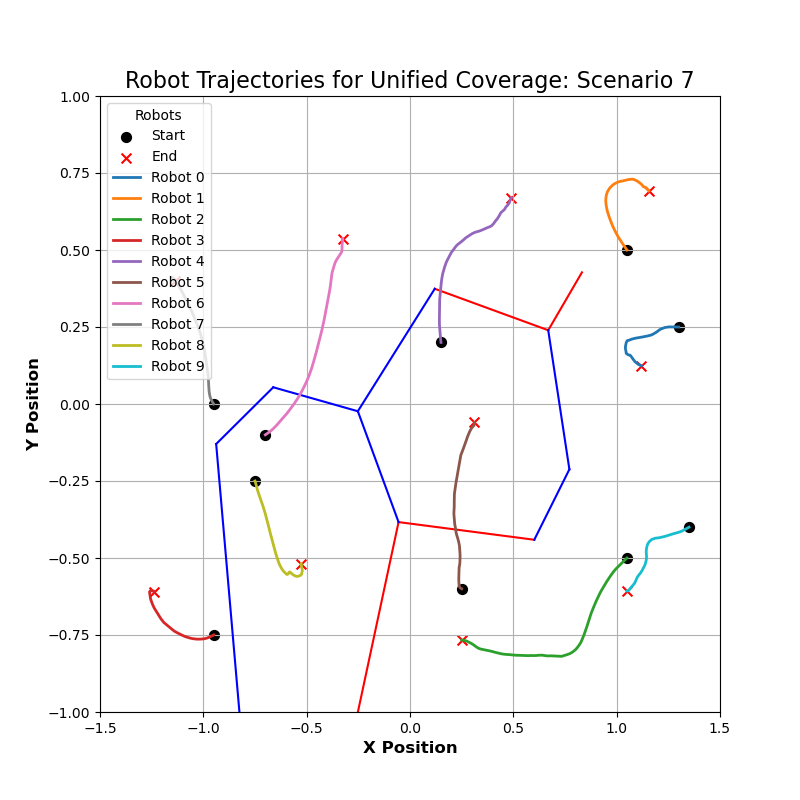 Robot Trajectories for Unified Coverage: Scenario 7
1.00
0.75
0.50
0.25
0.00
−0.25
−0.50
−0.75
−1.00
Y Position
Robots
Start
End
Robot 0
Robot 1
Robot 2
Robot 3
Robot 4
Robot 5
Robot 6
Robot 7
Robot 8
Robot 9
−1.5
−1.0
−0.5
0.0
0.5
1.0
1.5
X Position